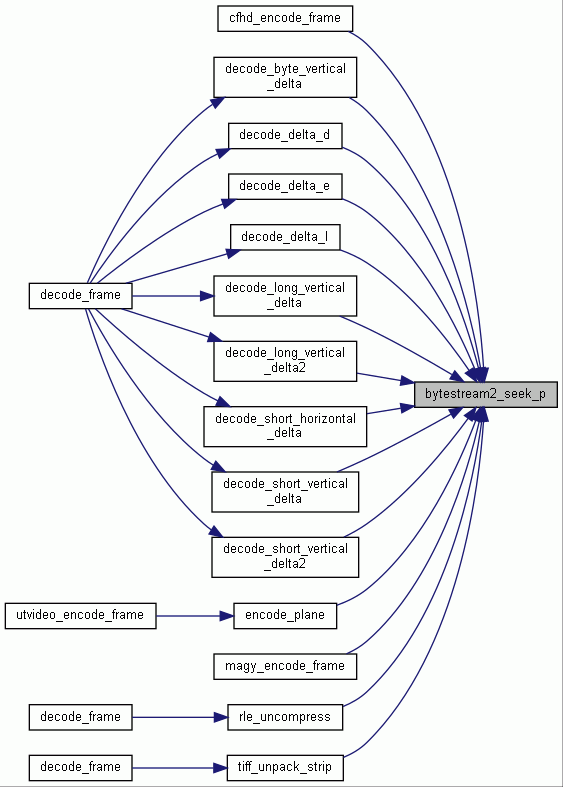 cfhd_encode_frame
decode_byte_vertical
_delta
decode_delta_d
decode_delta_e
decode_delta_l
decode_frame
decode_long_vertical
_delta
decode_long_vertical
_delta2
bytestream2_seek_p
decode_short_horizontal
_delta
decode_short_vertical
_delta
decode_short_vertical
_delta2
utvideo_encode_frame
encode_plane
magy_encode_frame
decode_frame
rle_uncompress
decode_frame
tiff_unpack_strip